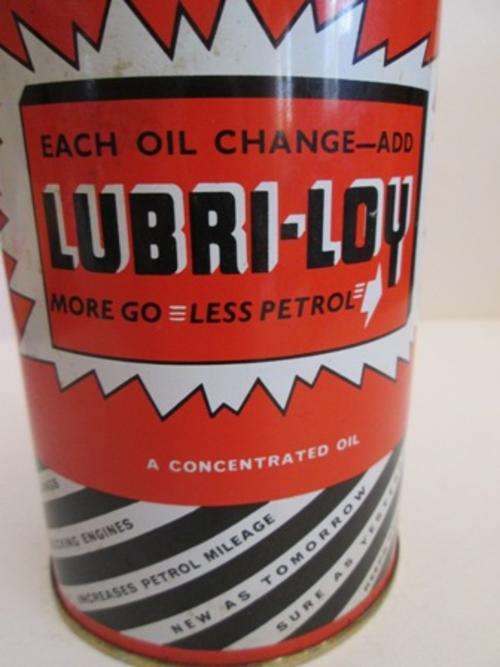 EACH OIL CHANGE—ADD
LUBRI-LOY
MORE GO = LESS PETROL
A CONCENTRATED OIL
ENGINES
INCREASES PETROL MILEAGE
NEW AS TOMORROW
SURE AS